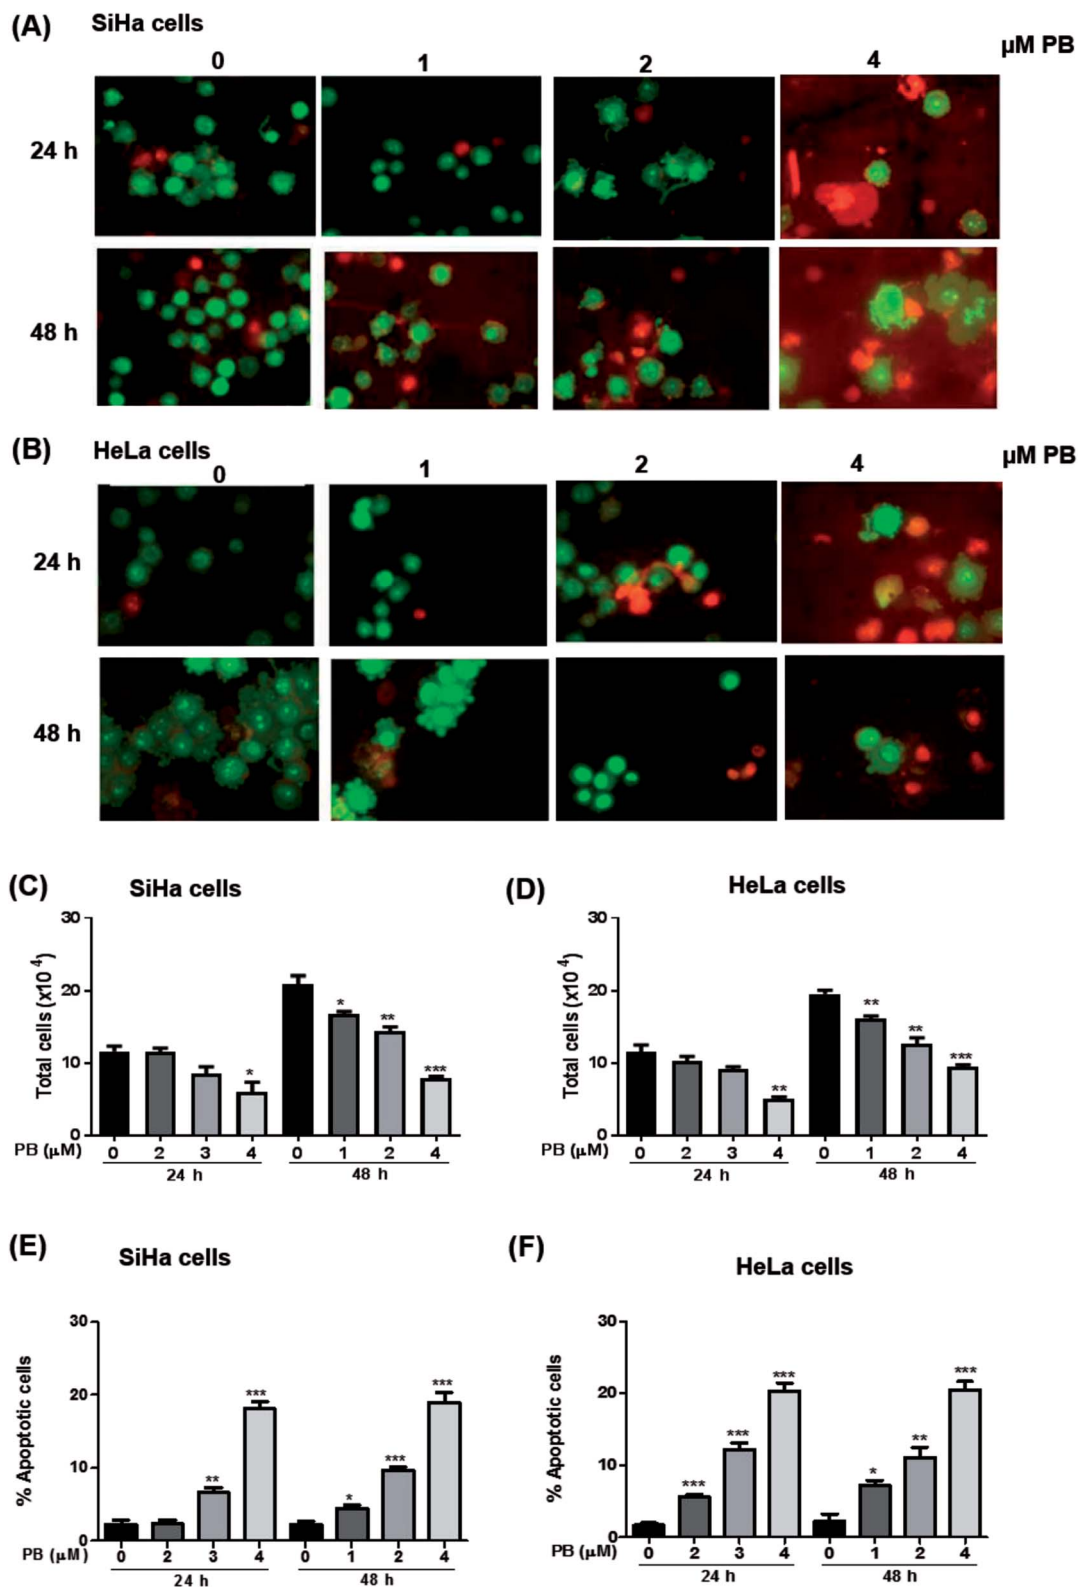 (A) SiHa cells
0 1 2 4 µM PB
24 h
48 h
(B) HeLa cells
0 1 2 4 µM PB
24 h
48 h
(C) SiHa cells
Total cells (x10 4)
30
20
10
0
* * ** ***
PB (µM) 0 2 3 4 0 1 2 4
24 h 48 h
(D) HeLa cells
Total cells (x10 4)
30
20
10
0
** ** ** ***
PB (µM) 0 2 3 4 0 1 2 4
24 h 48 h
(E) SiHa cells
% Apoptotic cells
30
20
10
0
** *** * *** ***
PB (µM) 0 2 3 4 0 1 2 4
24 h 48 h
(F) HeLa cells
% Apoptotic cells
30
20
10
0
*** *** *** * ** ***
PB (µM) 0 2 3 4 0 1 2 4
24 h 48 h